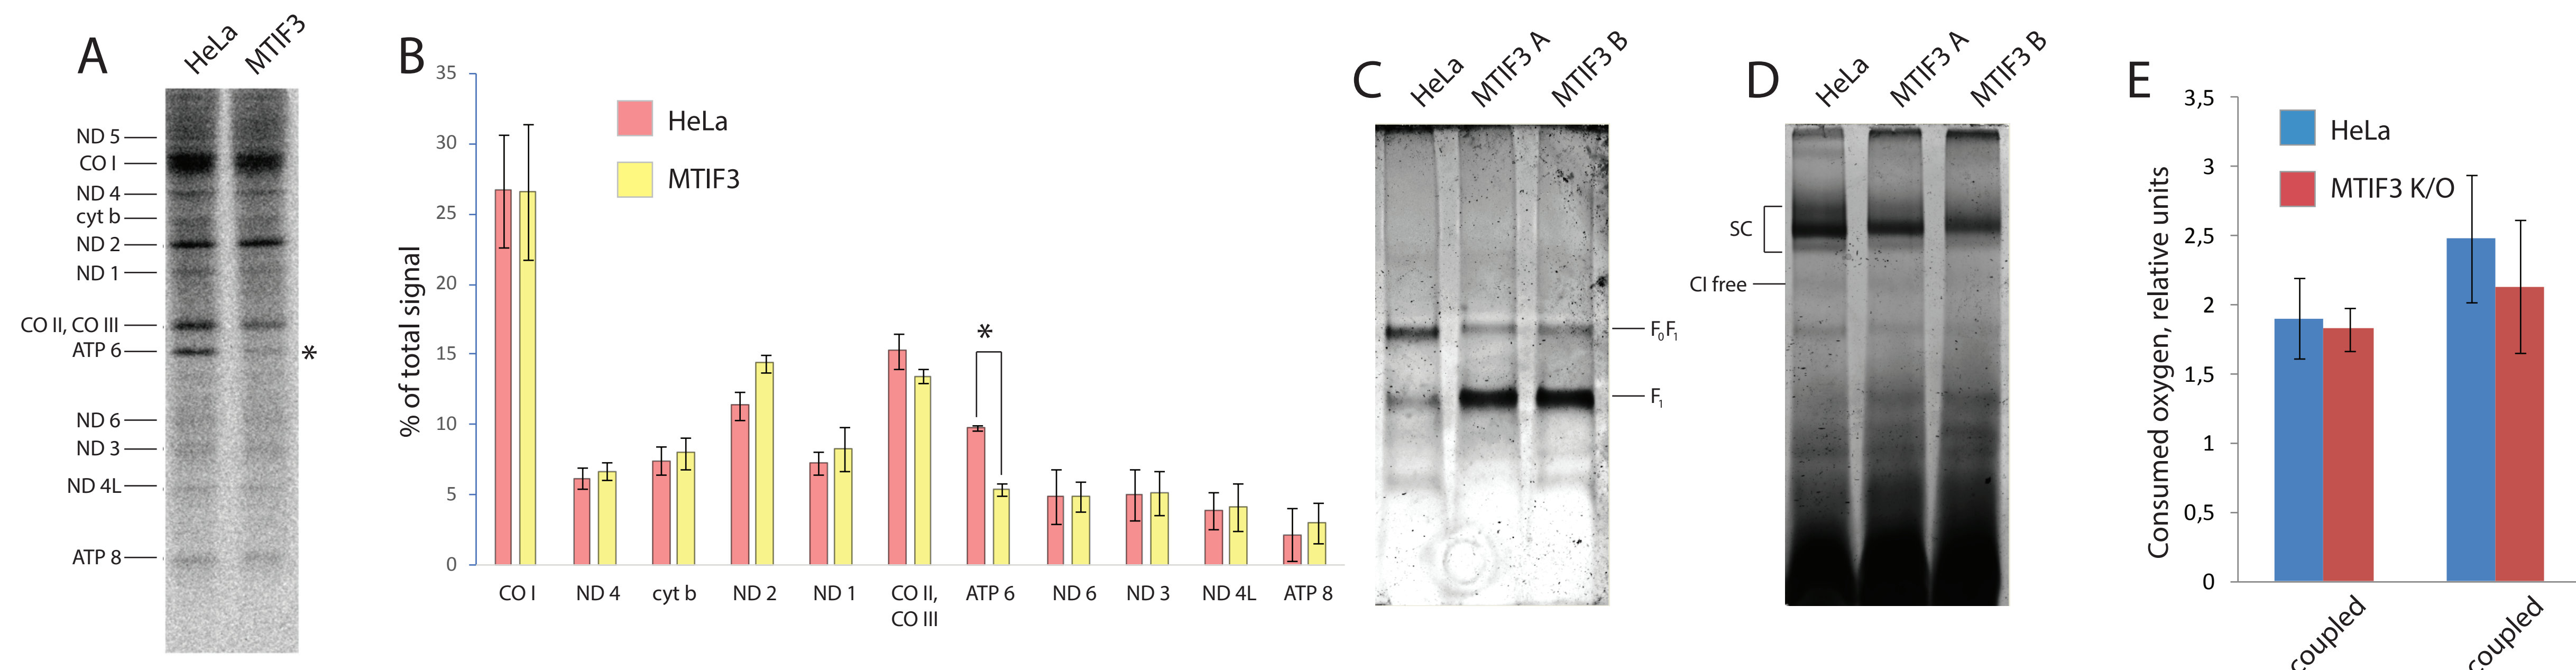 A
HeLa
MTIF3
ND 5
CO I
ND 4
cyt b
ND 2
ND 1
CO II, CO III
ATP 6
*
ND 6
ND 3
ND 4L
ATP 8
B
% of total signal
35
30
25
20
15
10
5
0
HeLa
MTIF3
*
CO I
ND 4
cyt b
ND 2
ND 1
CO II,
CO III
ATP 6
ND 6
ND 3
ND 4L
ATP 8
C
HeLa
MTIF3 A
MTIF3 B
F₀F₁
F₁
D
HeLa
MTIF3 A
MTIF3 B
SC
CI free
E
Consumed oxygen, relative units
3,5
3
2,5
2
1,5
1
0,5
0
HeLa
MTIF3 K/O
coupled
coupled